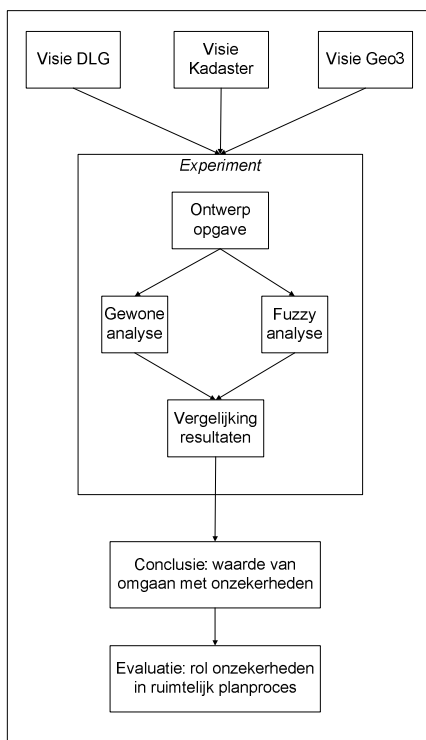 Visie DLG
Visie
Kadaster
Visie Geo3
Experiment
Ontwerp
opgave
Gewone
analyse
Fuzzy
analyse
Vergelijking
resultaten
Conclusie: waarde van
omgaan met onzekerheden
Evaluatie: rol onzekerheden
in ruimtelijk planproces